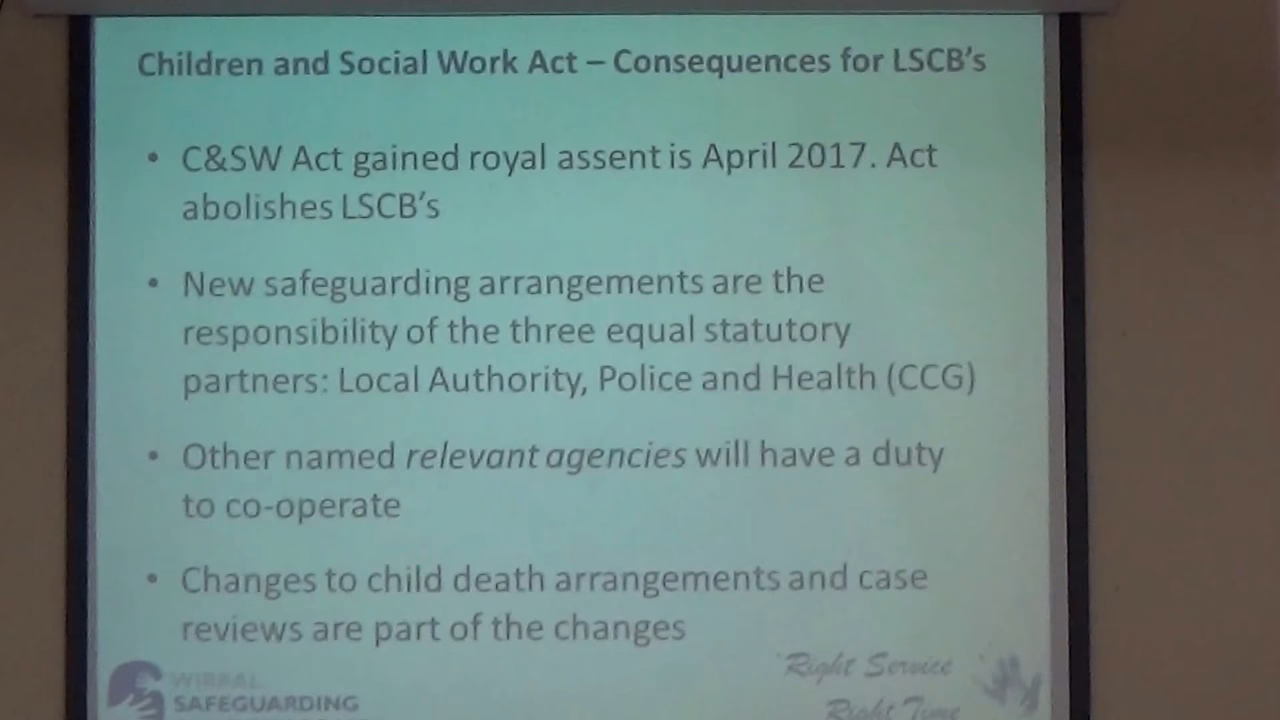 Children and Social Work Act – Consequences for LSCB's
• C&SW Act gained royal assent is April 2017. Act
abolishes LSCB's
• New safeguarding arrangements are the
responsibility of the three equal statutory
partners: Local Authority, Police and Health (CCG)
• Other named relevant agencies will have a duty
to co-operate
• Changes to child death arrangements and case
reviews are part of the changes
WIRRAL
SAFEGUARDING
Right Service
Right Time